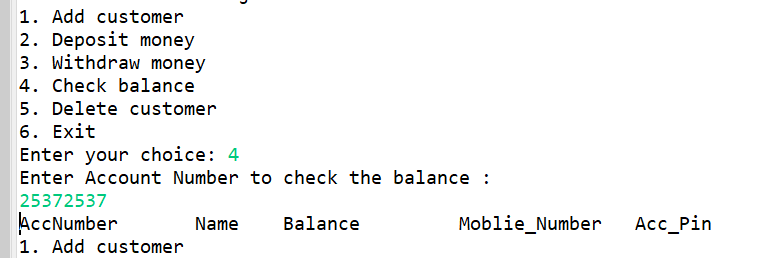 1. Add customer
2. Deposit money
3. Withdraw money
4. Check balance
5. Delete customer
6. Exit
Enter your choice: 4
Enter Account Number to check the balance :
25372537
AccNumber Name Balance Moblie_Number Acc_Pin
1. Add customer